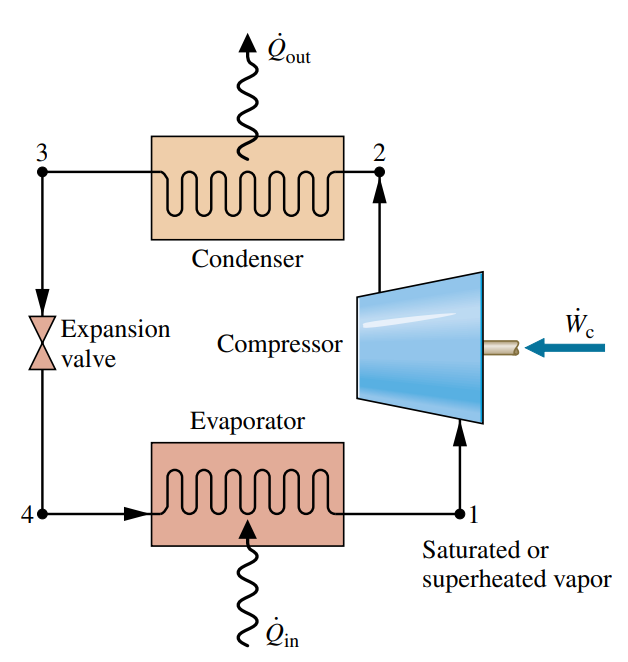 Q̇out
3
2
Condenser
Expansion
valve
Compressor
Ẇc
Evaporator
4
1
Saturated or
superheated vapor
Q̇in